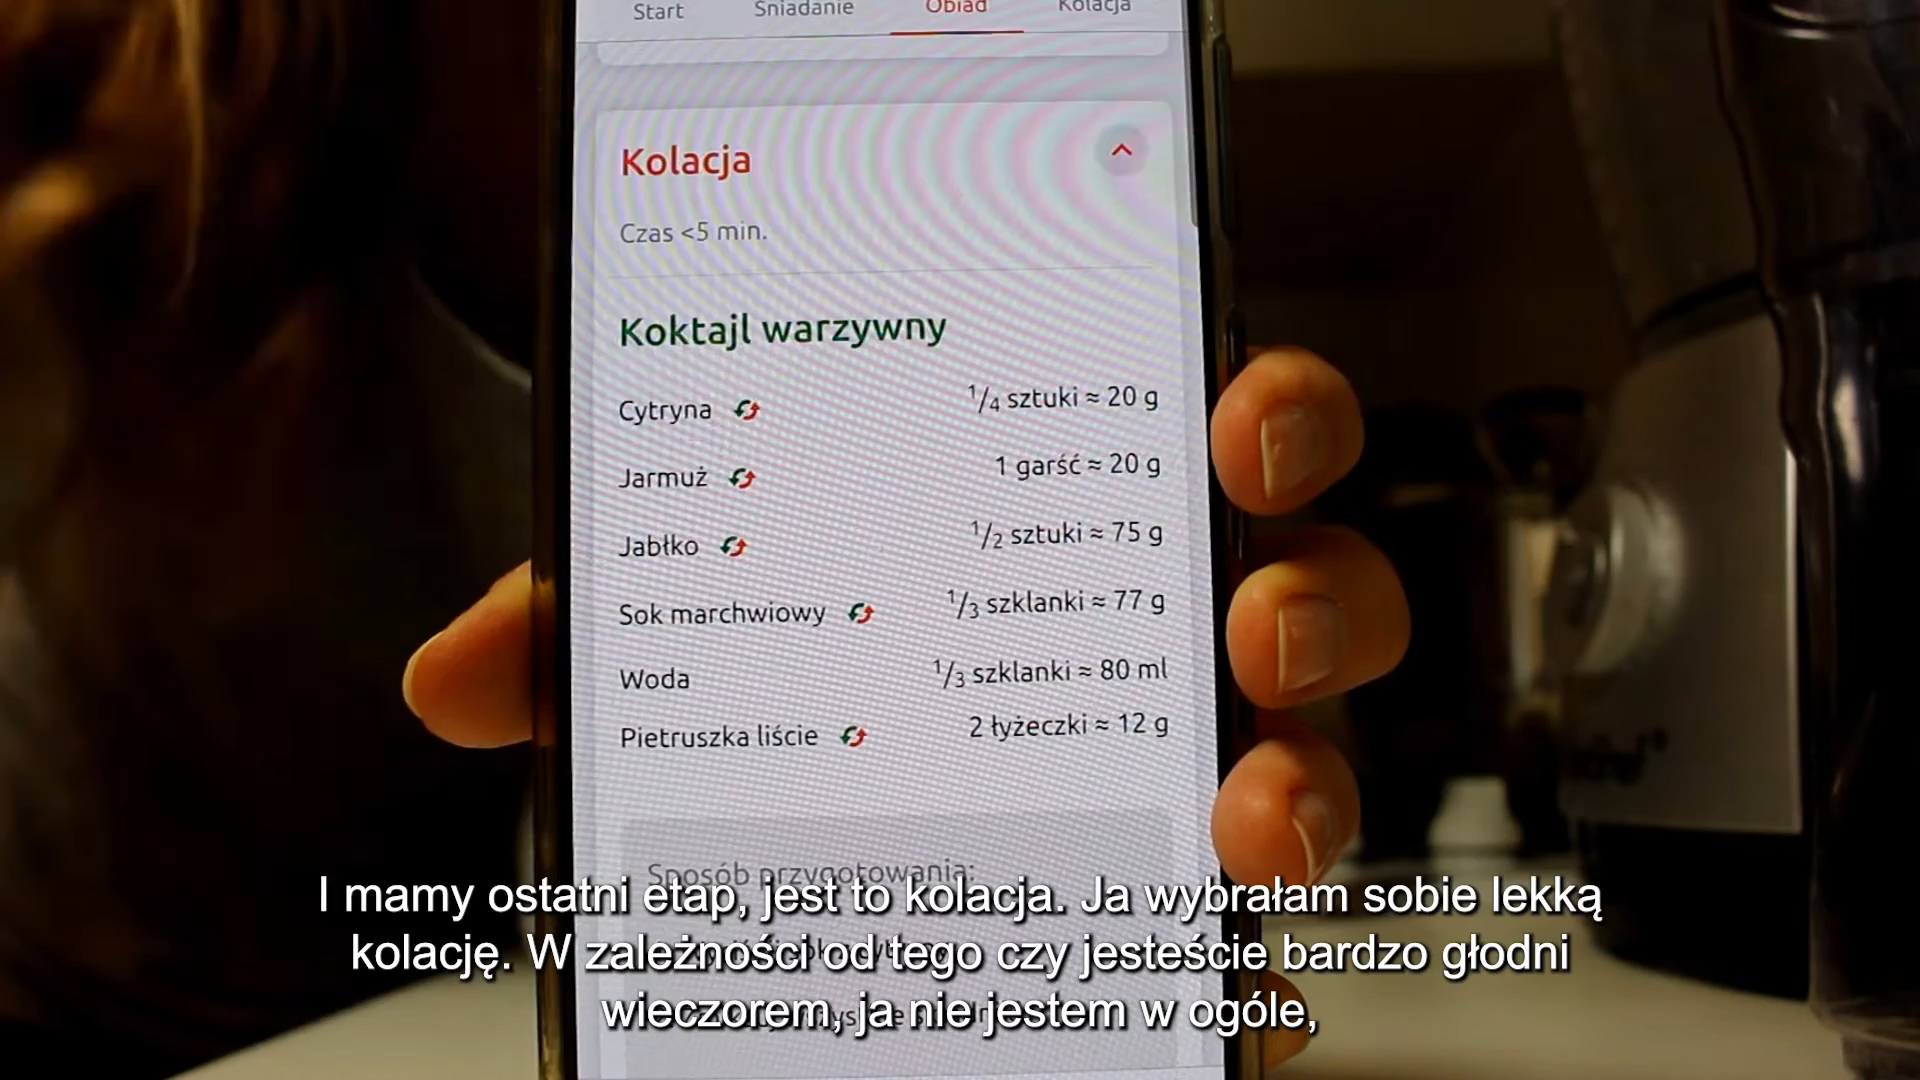 Start Śniadanie Obiad Kolacja
Kolacja
Czas <5 min.
Koktajl warzywny
Cytryna 1/4 sztuki ≈ 20 g
Jarmuż 1 garść ≈ 20 g
Jabłko 1/2 sztuki ≈ 75 g
Sok marchwiowy 1/3 szklanki ≈ 77 g
Woda 1/3 szklanki ≈ 80 ml
Pietruszka liście 2 łyżeczki ≈ 12 g
Sposób przygotowania:
I mamy ostatni etap, jest to kolacja. Ja wybrałam sobie lekką
kolację. W zależności od tego czy jesteście bardzo głodni
wieczorem, ja nie jestem w ogóle,